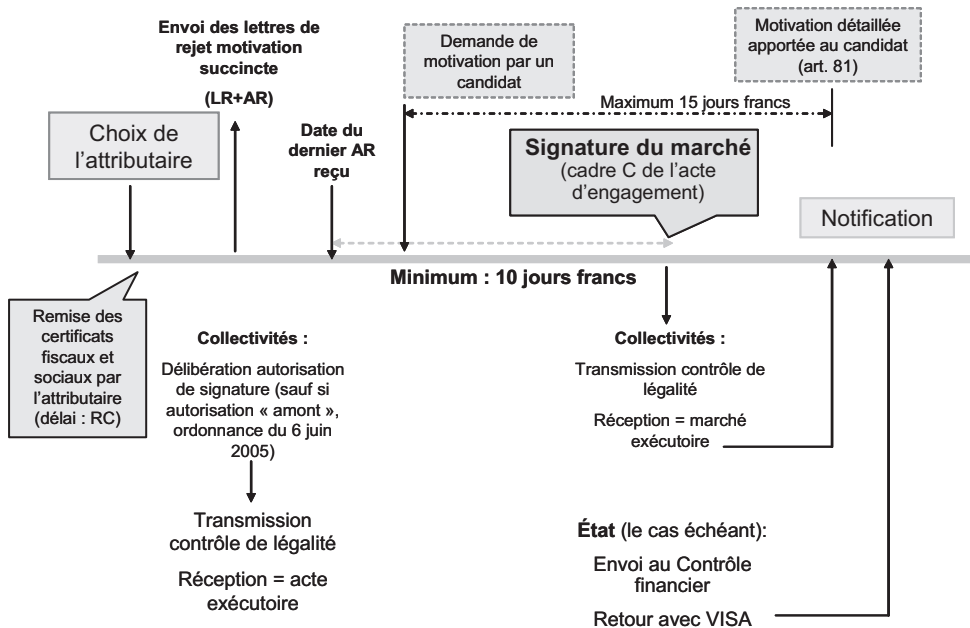 Envoi des lettres de
rejet motivation
succincte
(LR+AR)
Demande de
motivation par un
candidat
Motivation détaillée
apportée au candidat
(art. 81)
Maximum 15 jours francs
Choix de
l’attributaire
Date du
dernier AR
reçu
Signature du marché
(cadre C de l’acte
d’engagement)
Notification
Minimum : 10 jours francs
Remise des
certificats
fiscaux et
sociaux par
l’attributaire
(délai : RC)
Collectivités :
Délibération autorisation
de signature (sauf si
autorisation « amont »,
ordonnance du 6 juin
2005)
Transmission
contrôle de légalité
Réception = acte
exécutoire
Collectivités :
Transmission contrôle de
légalité
Réception = marché
exécutoire
État (le cas échéant):
Envoi au Contrôle
financier
Retour avec VISA